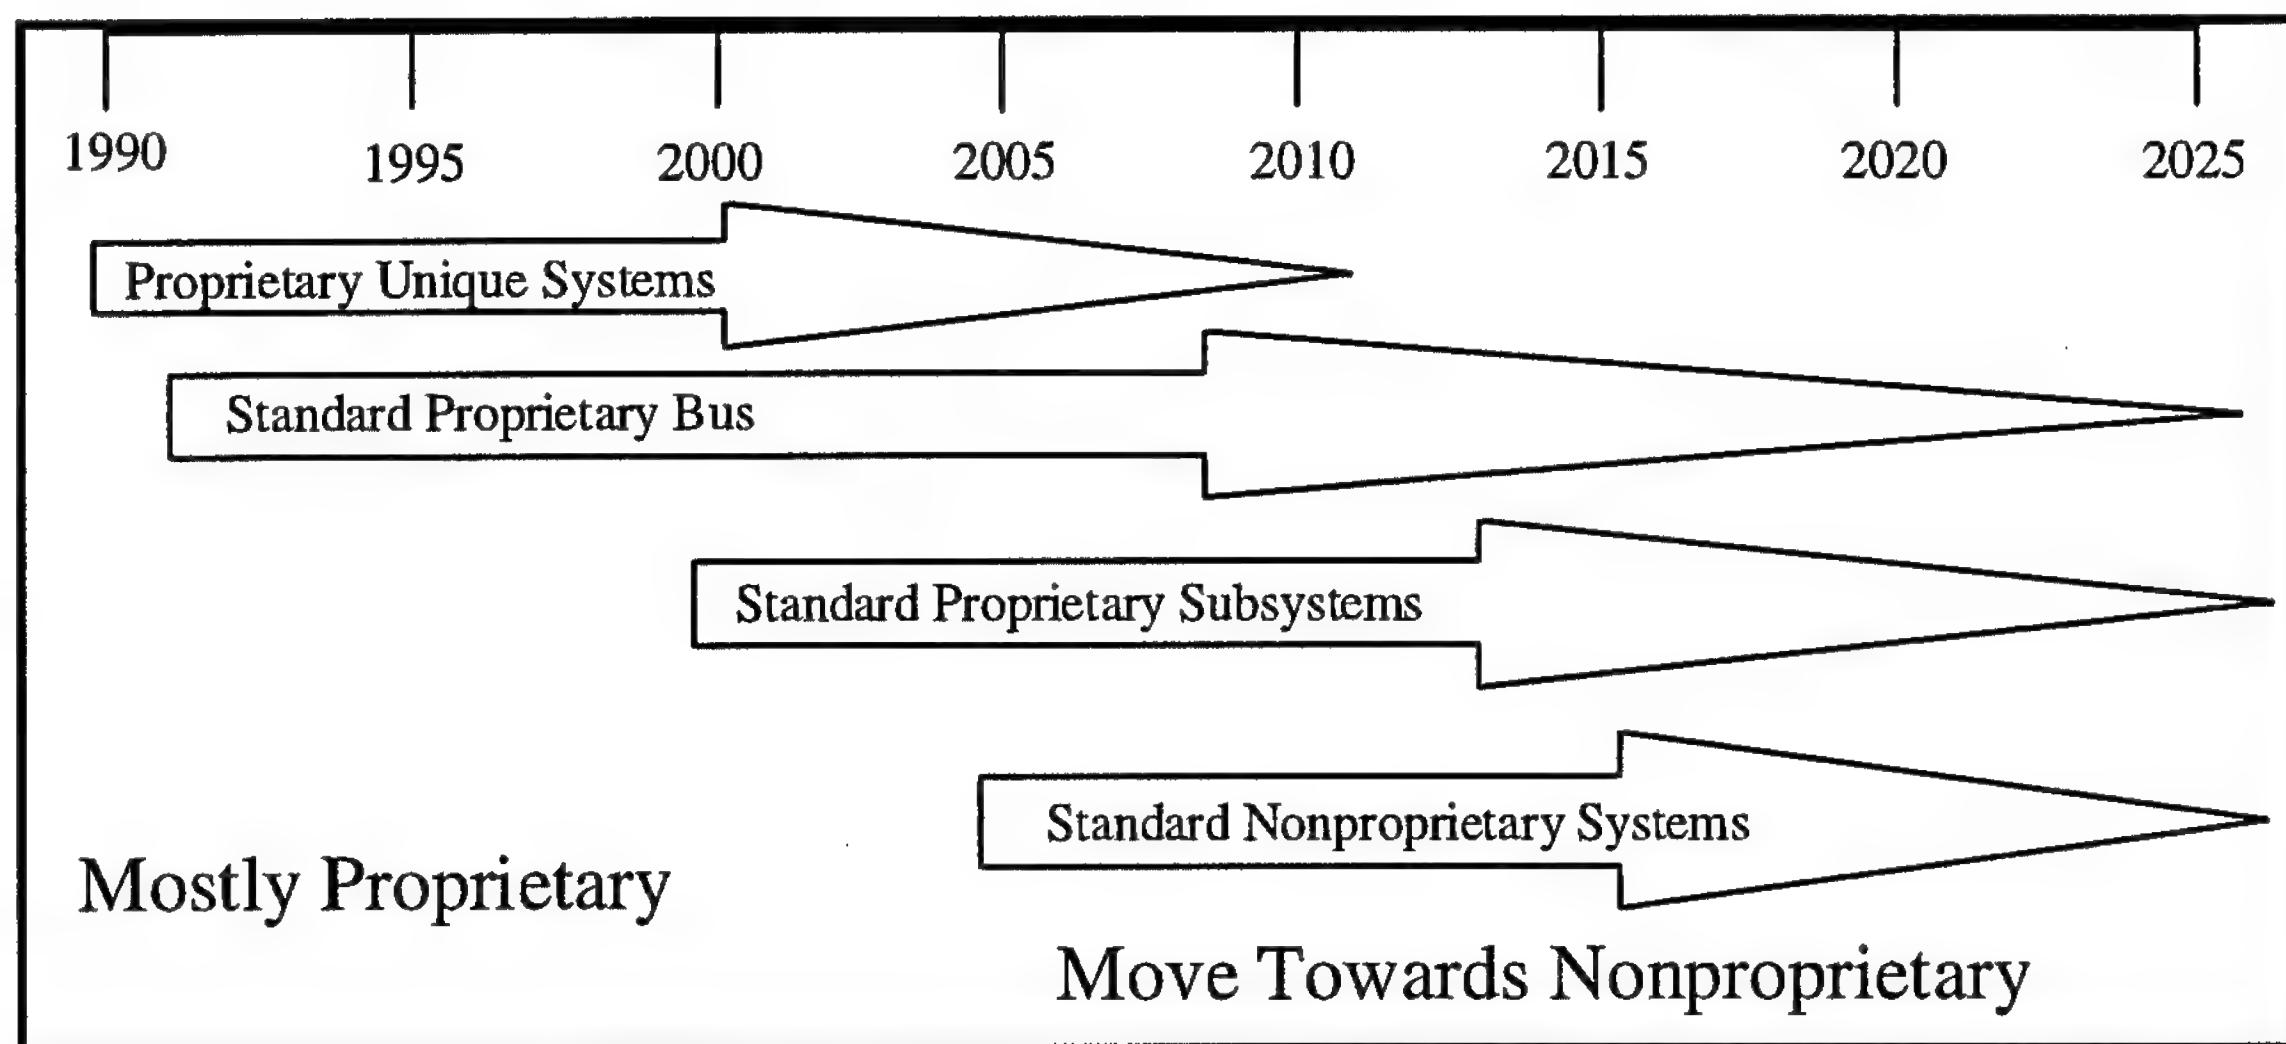 1990 1995 2000 2005 2010 2015 2020 2025
Proprietary Unique Systems
Standard Proprietary Bus
Standard Proprietary Subsystems
Standard Nonproprietary Systems
Mostly Proprietary
Move Towards Nonproprietary